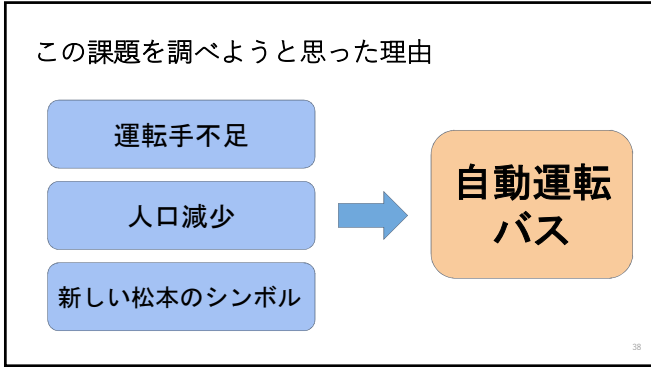 この課題を調べようと思った理由
運転手不足
人口減少
新しい松本のシンボル
自動運転
バス
38